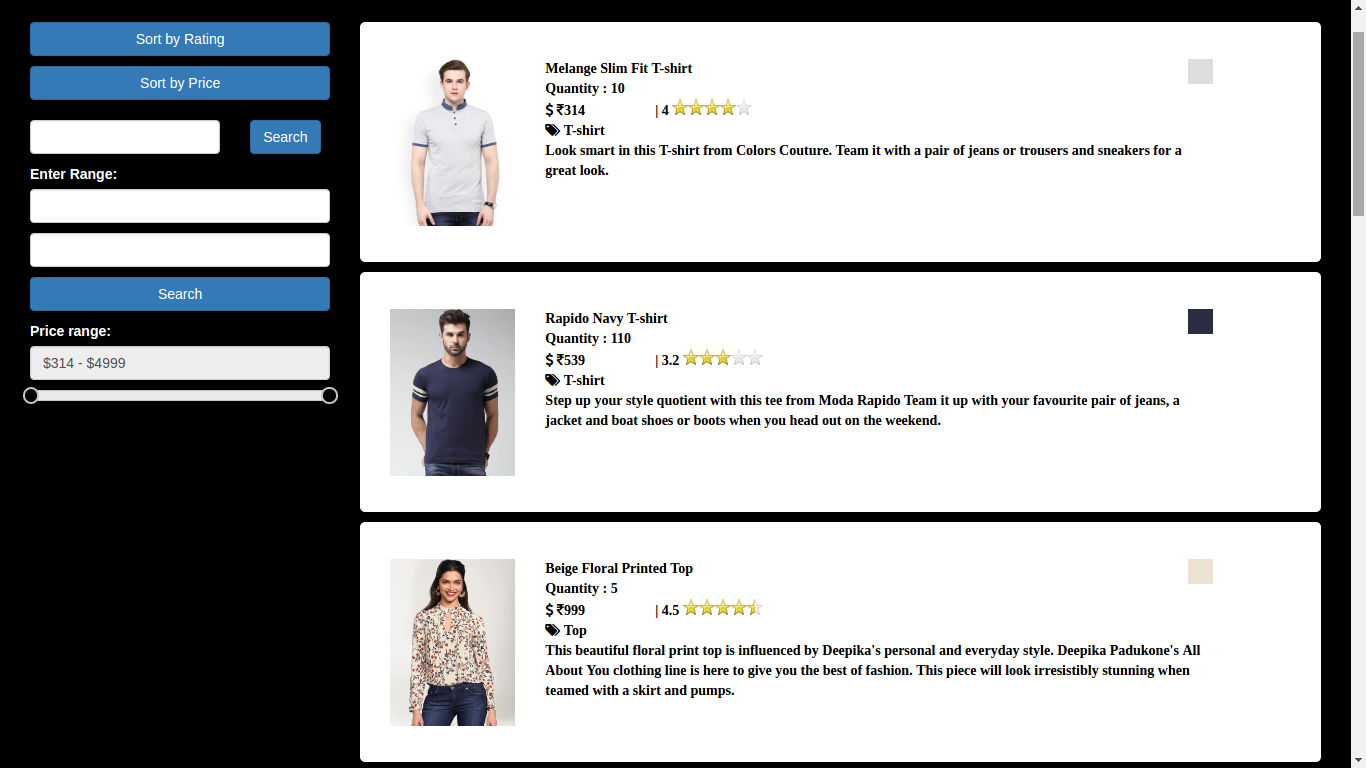 Sort by Rating
Sort by Price
Search
Enter Range:
Search
Price range:
$314 - $4999
Melange Slim Fit T-shirt
Quantity : 10
$ ₹314 | 4
T-shirt
Look smart in this T-shirt from Colors Couture. Team it with a pair of jeans or trousers and sneakers for a
great look.
Rapido Navy T-shirt
Quantity : 110
$ ₹539 | 3.2
T-shirt
Step up your style quotient with this tee from Moda Rapido Team it up with your favourite pair of jeans, a
jacket and boat shoes or boots when you head out on the weekend.
Beige Floral Printed Top
Quantity : 5
$ ₹999 | 4.5
Top
This beautiful floral print top is influenced by Deepika's personal and everyday style. Deepika Padukone's All
About You clothing line is here to give you the best of fashion. This piece will look irresistibly stunning when
teamed with a skirt and pumps.